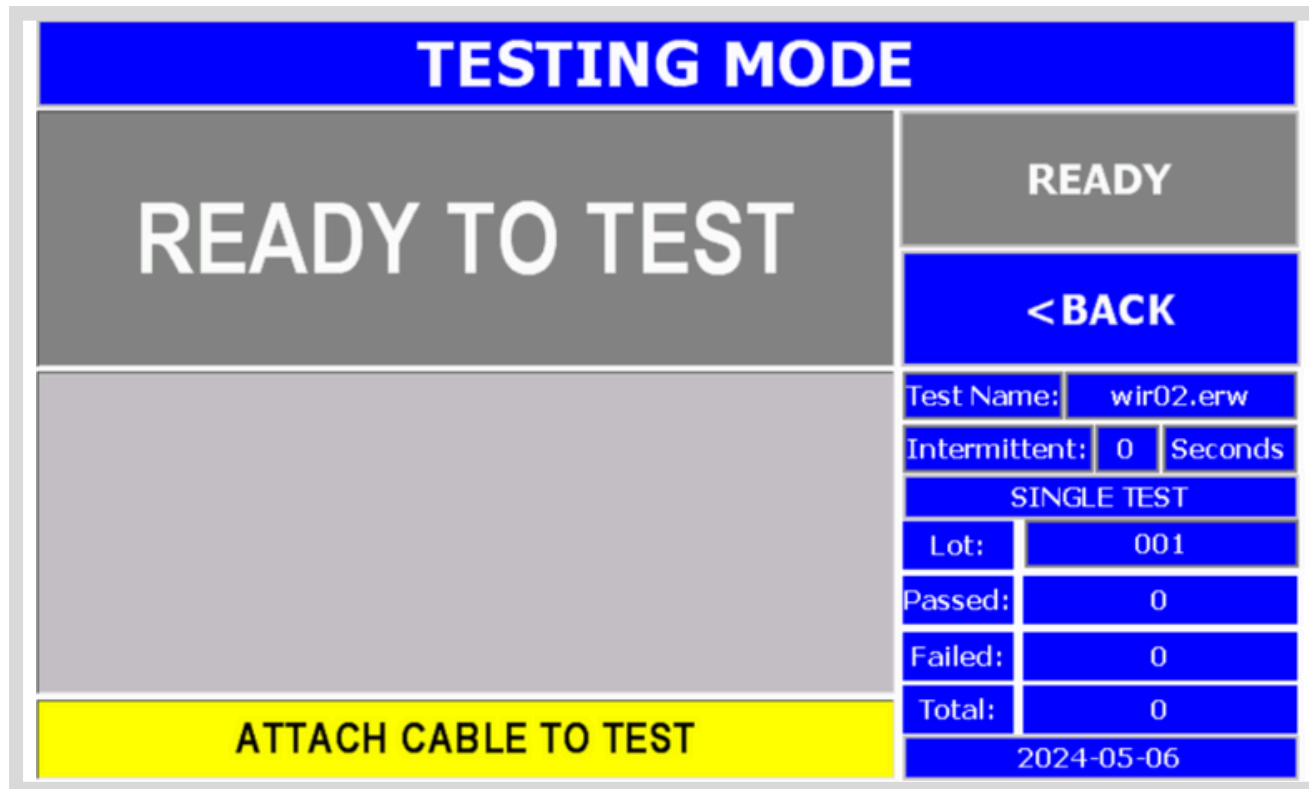 TESTING MODE
READY TO TEST
READY
<BACK
Test Name: wir02.erw
Intermittent: 0 Seconds
SINGLE TEST
Lot: 001
Passed: 0
Failed: 0
Total: 0
ATTACH CABLE TO TEST
2024-05-06